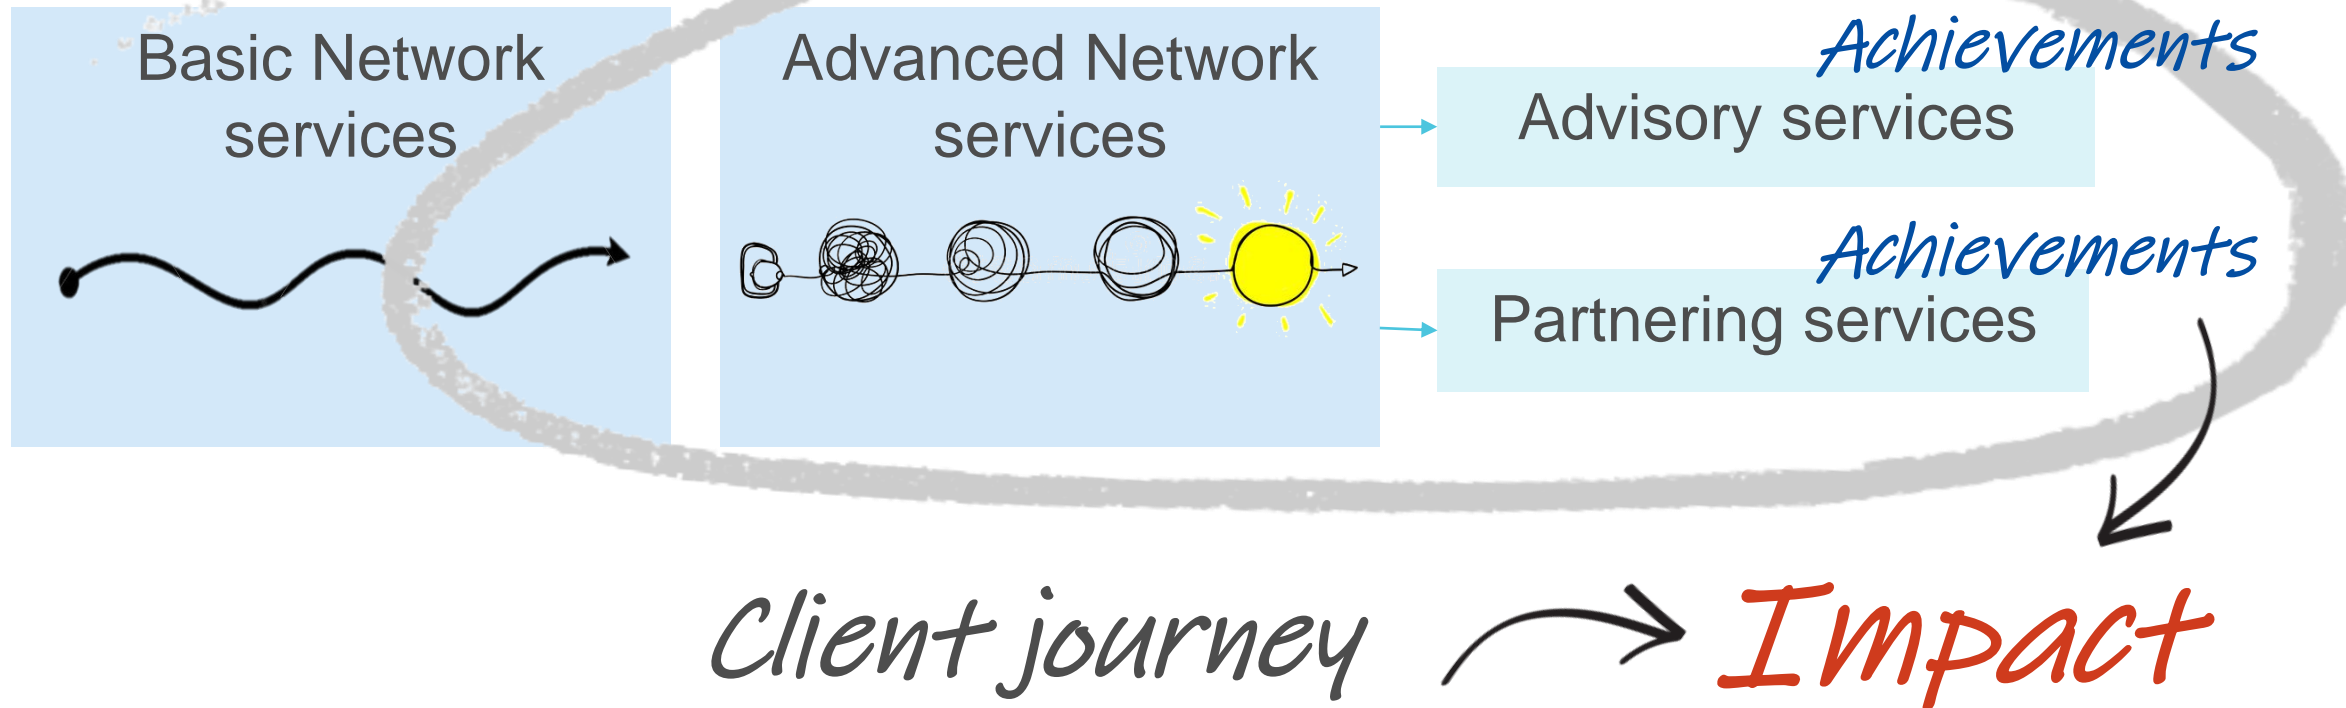 Basic Network
services
Advanced Network
services
Achievements
Advisory services
Achievements
Partnering services
Client journey
Impact